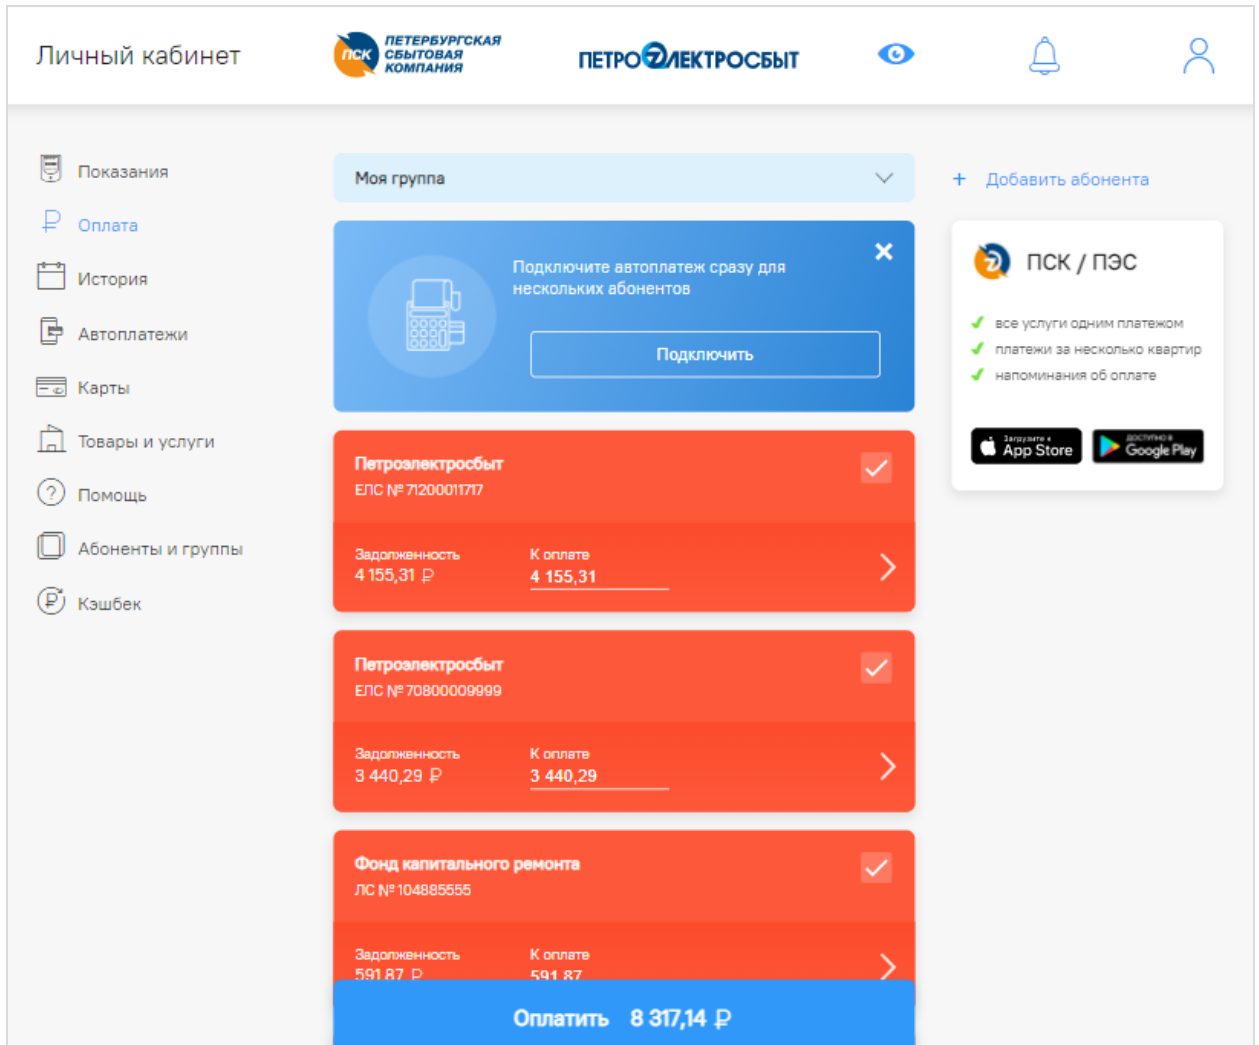 Личный кабинет
ПСК
ПЕТЕРБУРГСКАЯ
СБЫТОВАЯ
КОМПАНИЯ
ПЕТРОЭЛЕКТРОСБЫТ
Показания
Оплата
История
Автоплатежи
Карты
Товары и услуги
Помощь
Абоненты и группы
Кэшбек
Моя группа
Подключите автоплатеж сразу для
нескольких абонентов
Подключить
Петроэлектросбыт
ЕЛС № 71200011717
Задолженность
К оплате
4 155,31 ₽
4 155,31
Петроэлектросбыт
ЕЛС № 70800009999
Задолженность
К оплате
3 440,29 ₽
3 440,29
Фонд капитального ремонта
ЛС № 104885555
Задолженность
К оплате
591,87 ₽
591,87
Оплатить 8 317,14 ₽
+ Добавить абонента
ПСК / ПЭС
все услуги одним платежом
платежи за несколько квартир
напоминания об оплате
Загрузите в
App Store
ДОСТУПНО В
Google Play